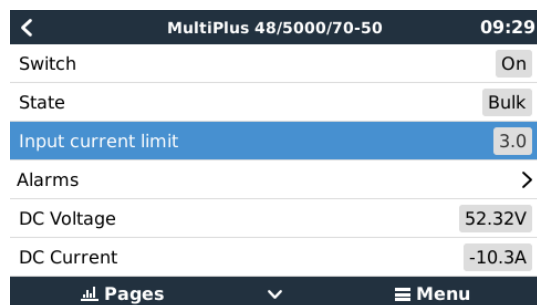 MultiPlus 48/5000/70-50 09:29
Switch On
State Bulk
Input current limit 3.0
Alarms
DC Voltage 52.32V
DC Current -10.3A
Pages Menu